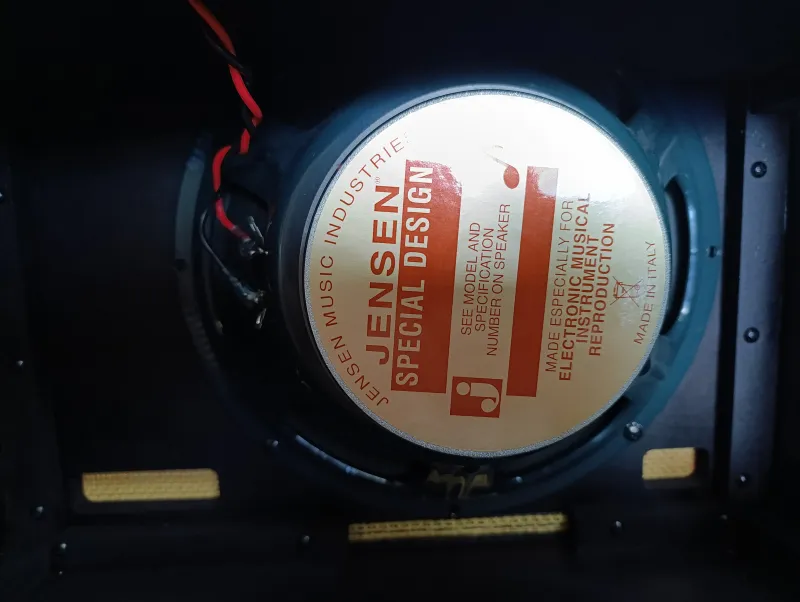 JENSEN MUSIC INDUSTRIE
JENSEN®
SPECIAL DESIGN
SEE MODEL AND
SPECIFICATION
NUMBER ON SPEAKER
MADE ESPECIALLY FOR
ELECTRONIC MUSICAL
INSTRUMENT
REPRODUCTION
MADE IN ITALY